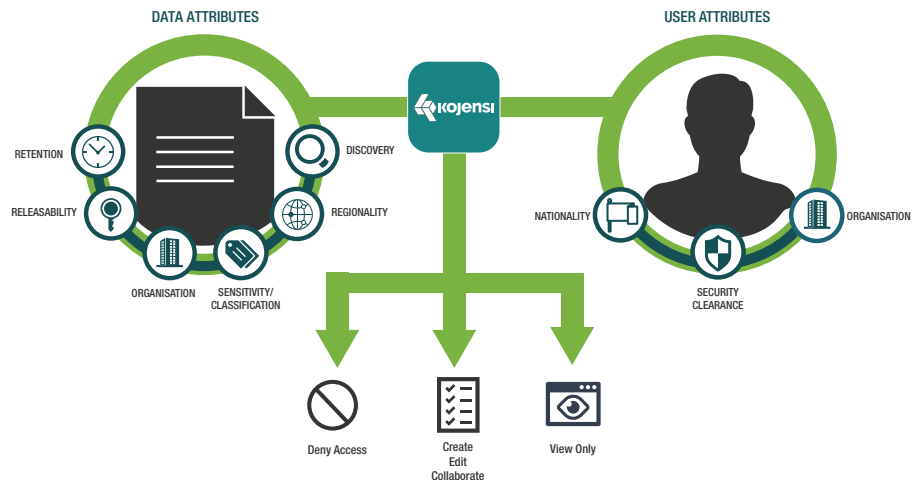 DATA ATTRIBUTES
USER ATTRIBUTES
KOJENSI
RETENTION
DISCOVERY
RELEASABILITY
REGIONALITY
NATIONALITY
ORGANISATION
ORGANISATION
SENSITIVITY/
CLASSIFICATION
SECURITY
CLEARANCE
Deny Access
Create
Edit
Collaborate
View Only